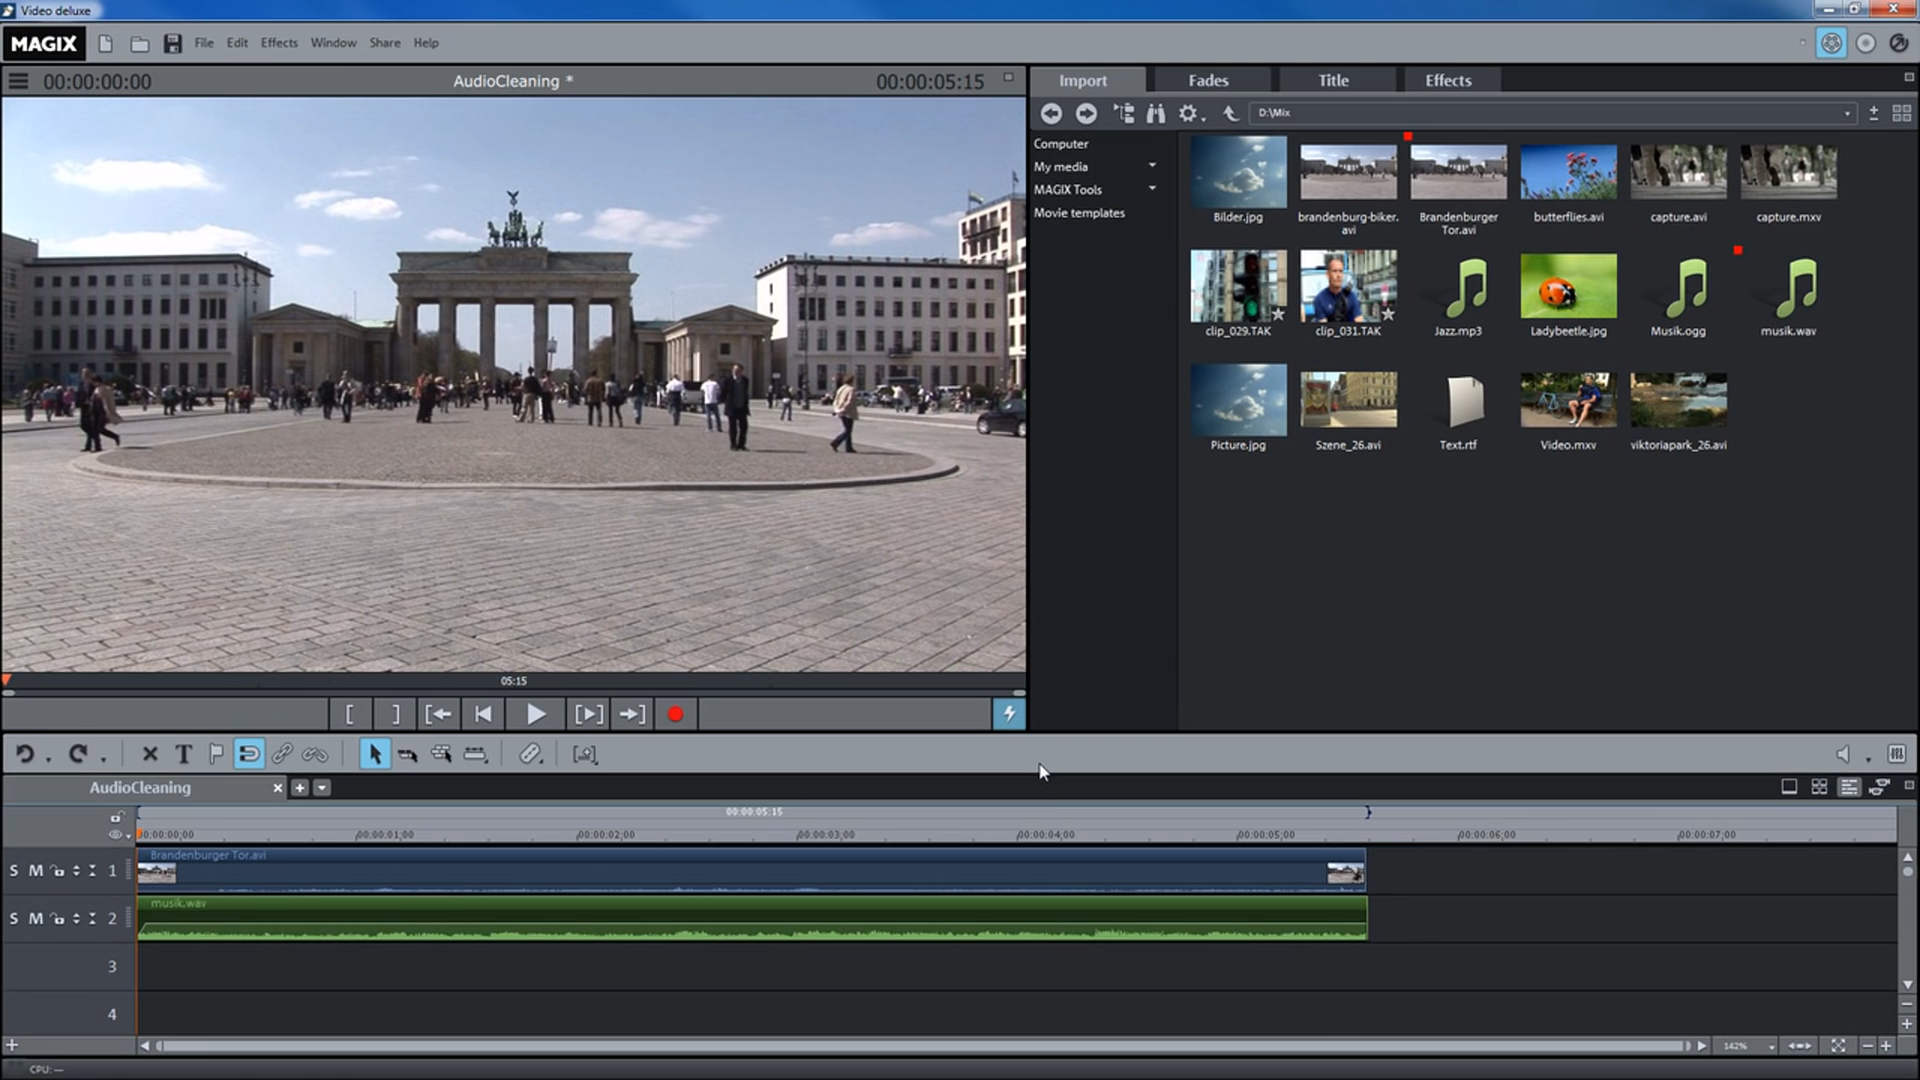 Video deluxe
MAGIX File Edit Effects Window Share Help
00:00:00:00 AudioCleaning * 00:00:05:15
Import Fades Title Effects
D:\Mix
Computer
My media
MAGIX Tools
Movie templates
Bilder.jpg
brandenburg-biker.
avi
Brandenburger
Tor.avi
butterflies.avi
capture.avi
capture.mxv
clip_029.TAK
clip_031.TAK
Jazz.mp3
Ladybeetle.jpg
Musik.ogg
musik.wav
Picture.jpg
Szene_26.avi
Text.rtf
Video.mxv
viktoriapark_26.avi
05:15
T
AudioCleaning
00:00:05:15
00:00:00:00 00:00:01:00 00:00:02:00 00:00:03:00 00:00:04:00 00:00:05:00 00:00:06:00 00:00:07:00
S M 1 Brandenburger Tor.avi
S M 2 musik.wav
3
4
142%
CPU: —